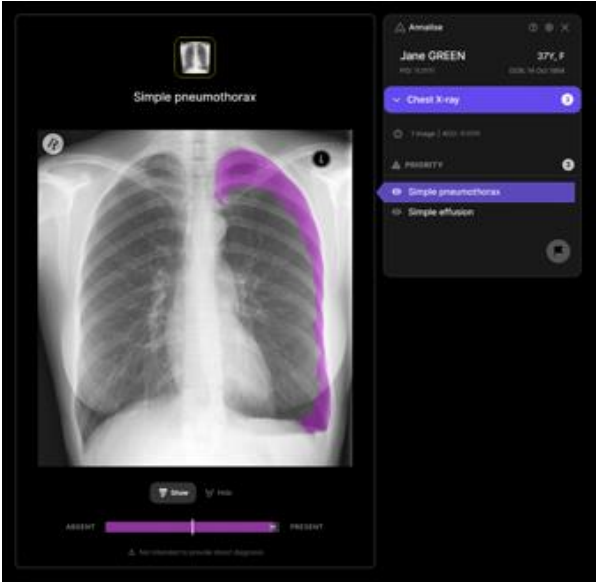 Simple pneumothorax
L
Show
Hide
ABSENT
PRESENT
Not intended to provide direct diagnosis
Annalise
Jane GREEN
37Y, F
Chest X-ray
PRIORITY
Simple pneumothorax
Simple effusion